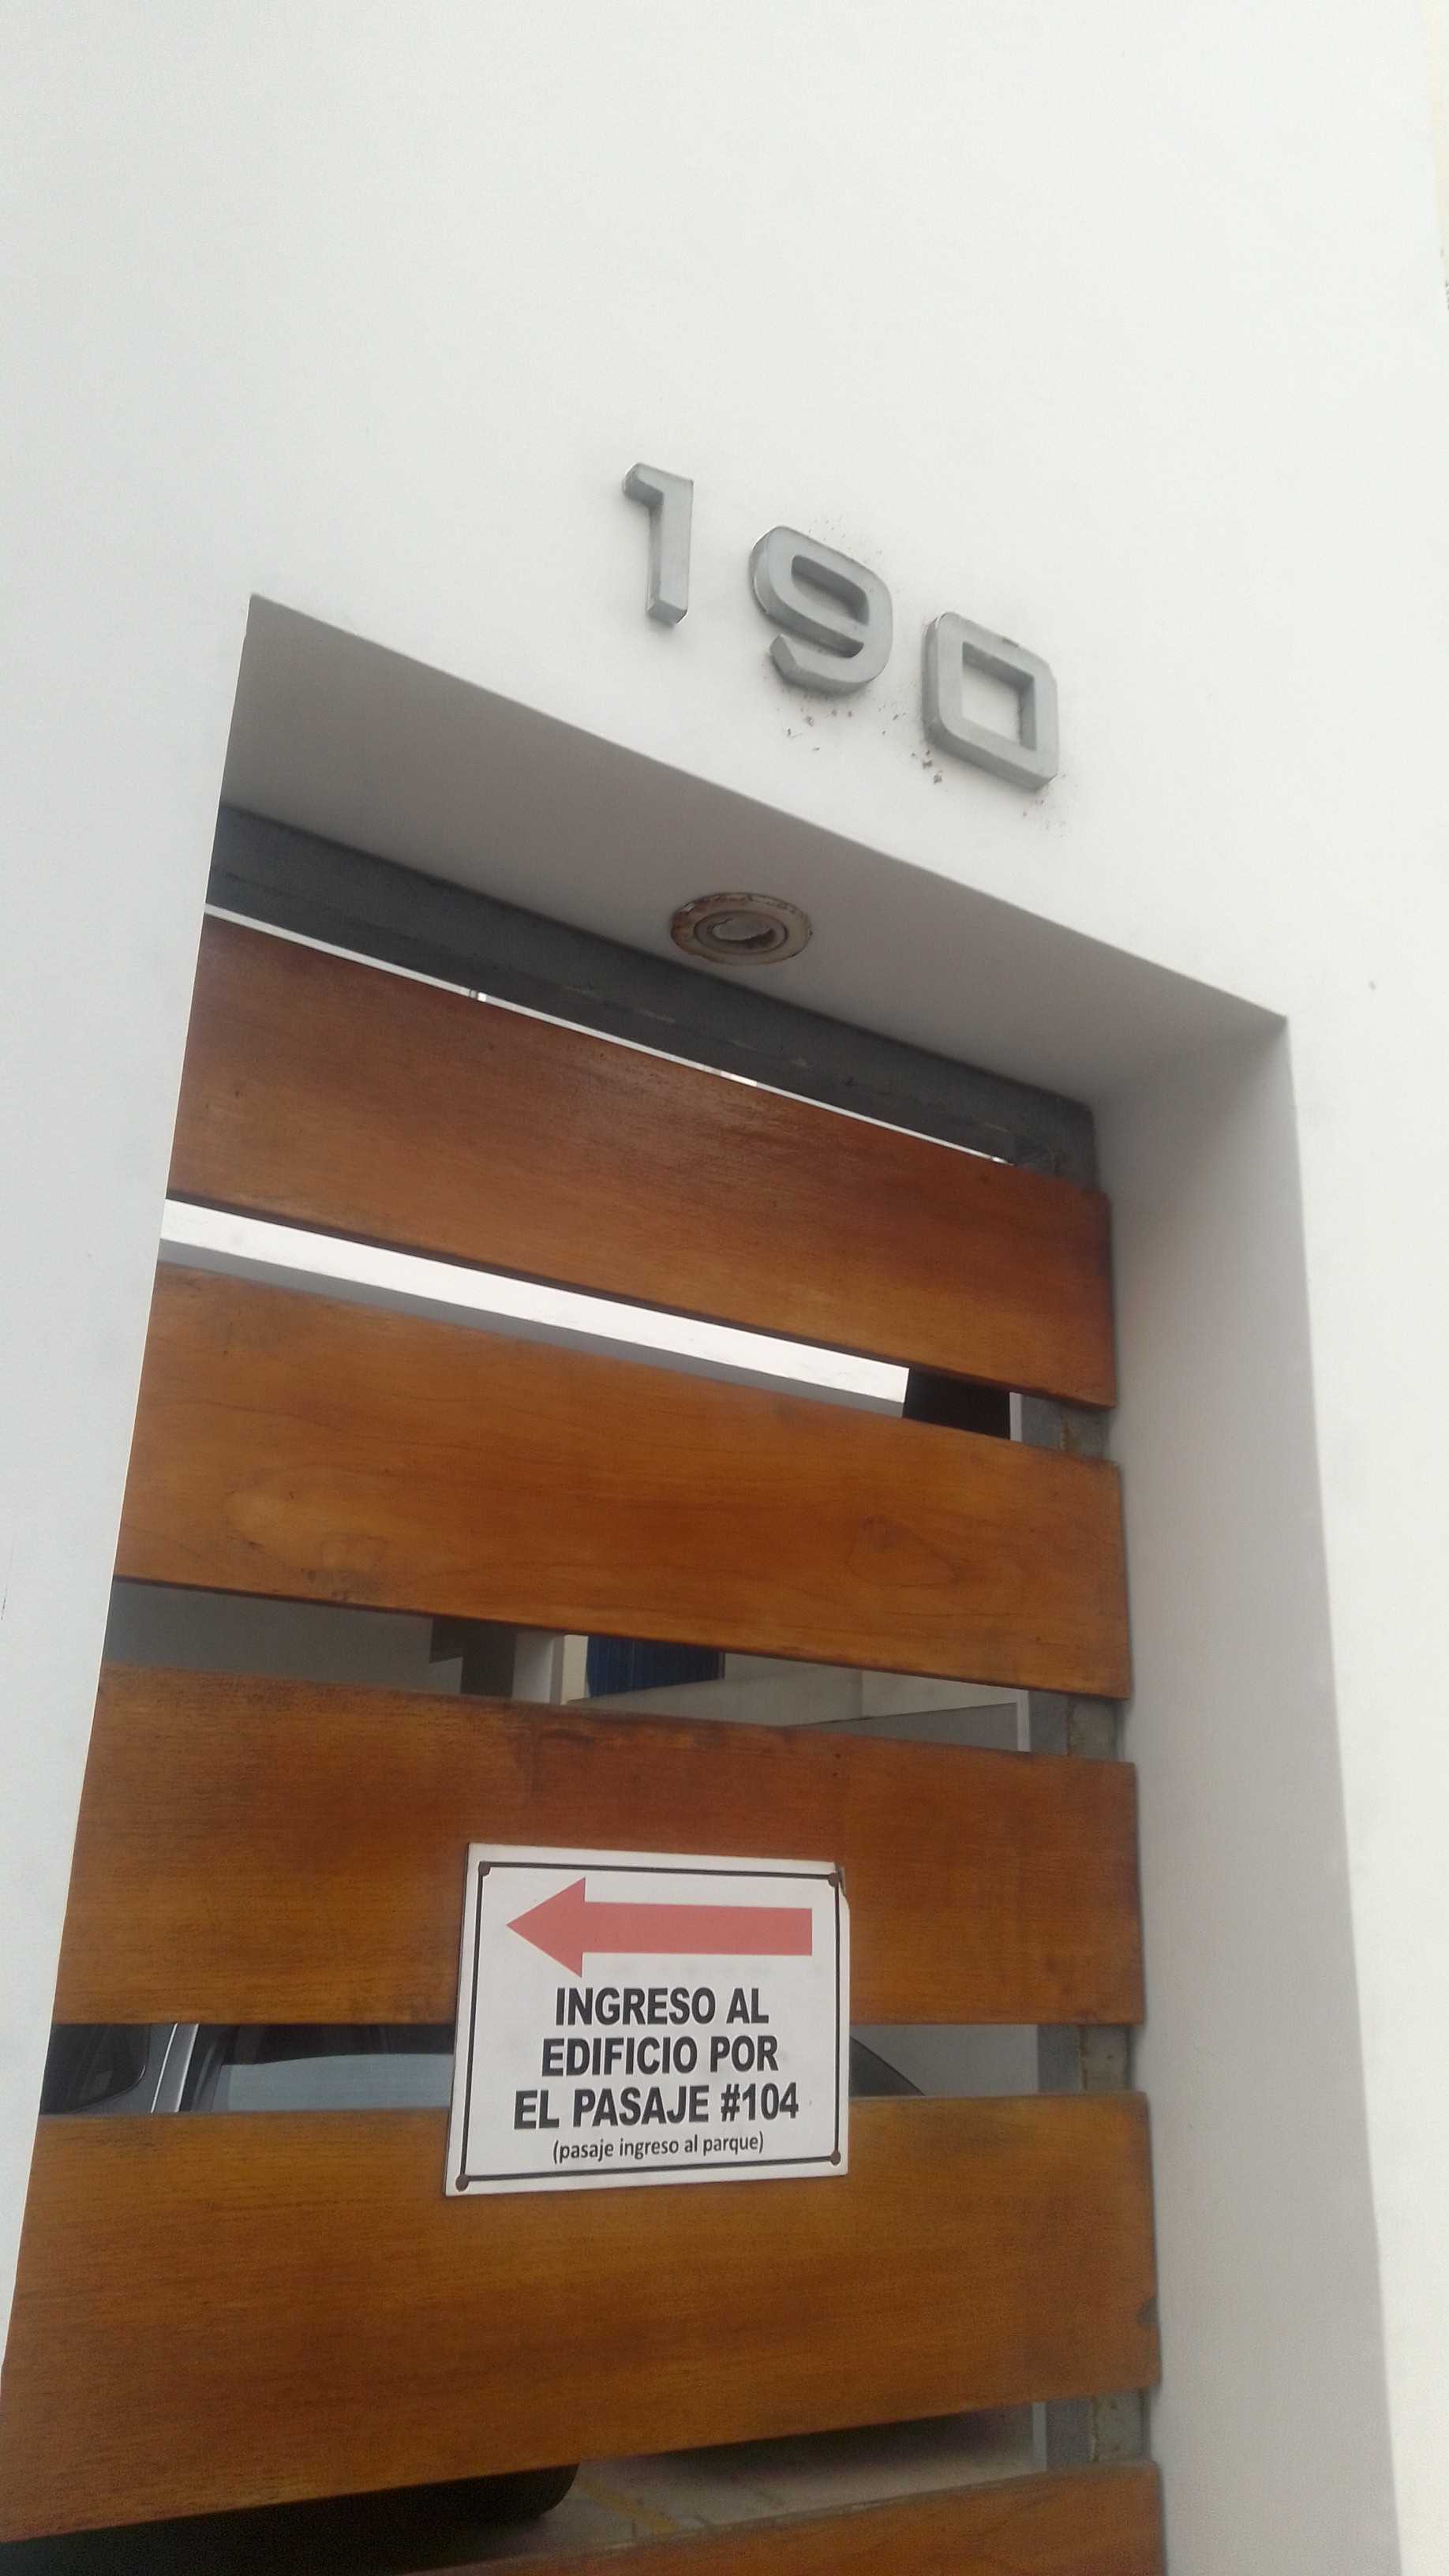 190
INGRESO AL
EDIFICIO POR
EL PASAJE #104
(pasaje ingreso al parque)